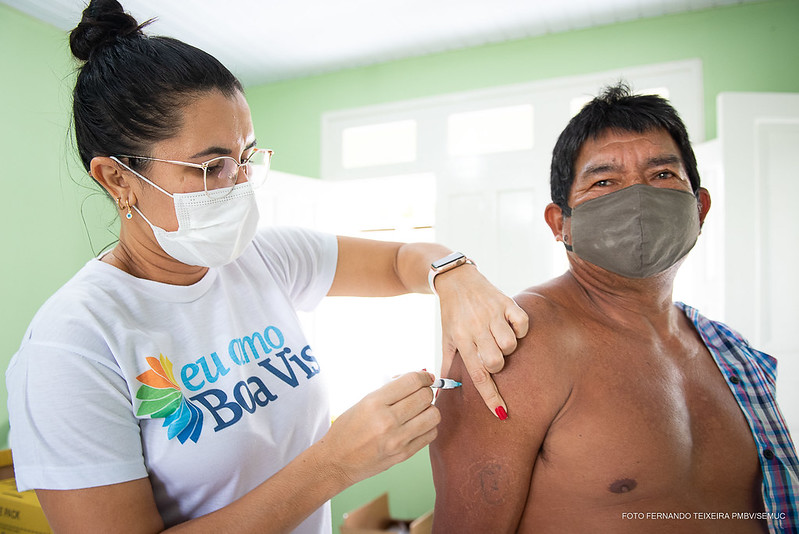 eu amo
Boa Vis
FOTO FERNANDO TEIXEIRA PMBV/SEMUC